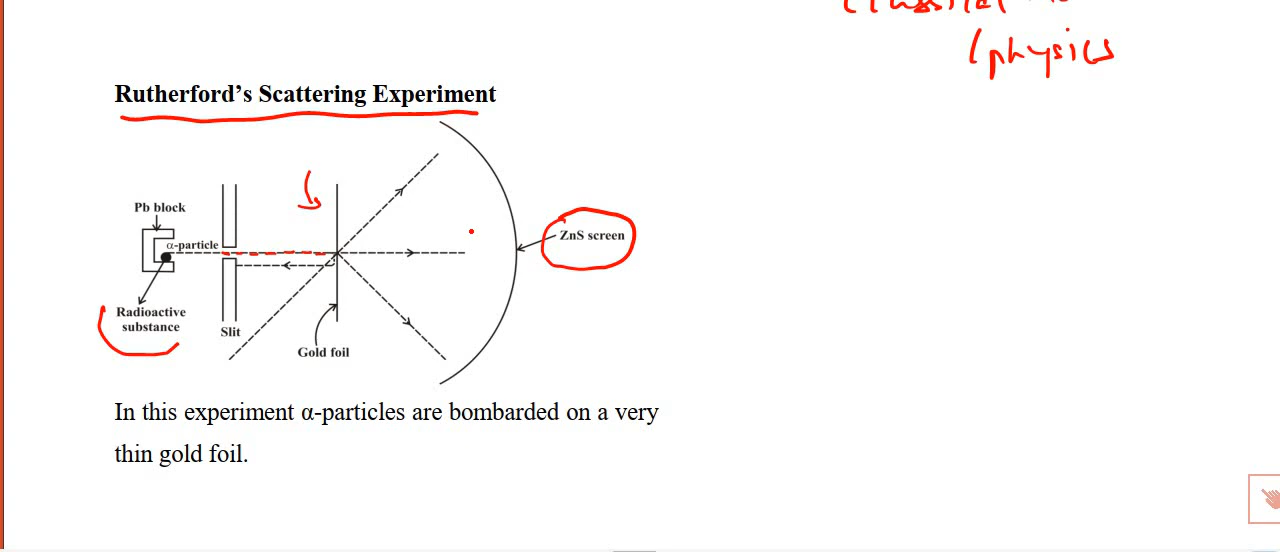 (physics
Rutherford's Scattering Experiment
Pb block
α-particle
ZnS screen
Radioactive
substance
Slit
Gold foil
In this experiment α-particles are bombarded on a very
thin gold foil.